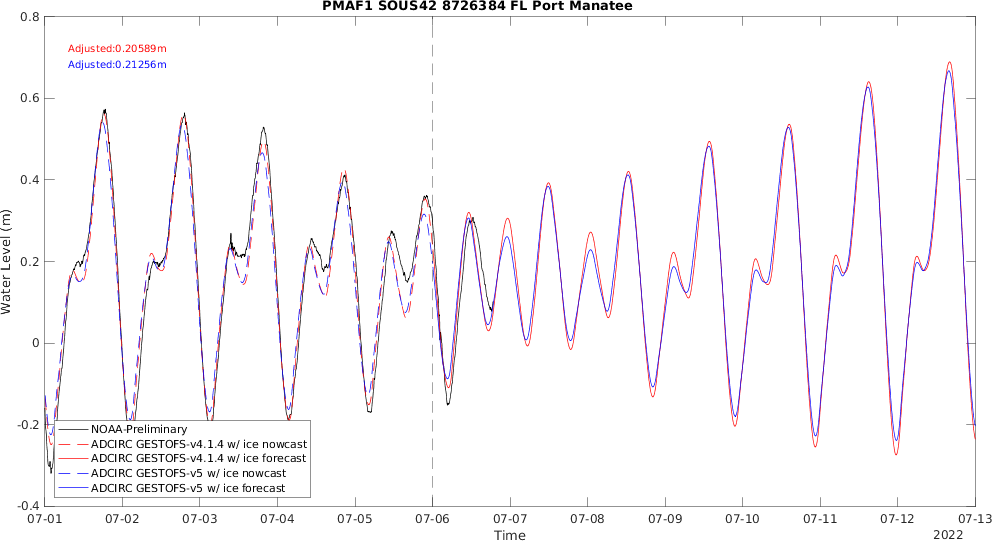 PMAF1 SOUS42 8726384 FL Port Manatee
Adjusted:0.20589m
Adjusted:0.21256m
0.8
0.6
0.4
0.2
0
-0.2
-0.4
Water Level (m)
NOAA-Preliminary
ADCIRC GESTOFS-v4.1.4 w/ ice nowcast
ADCIRC GESTOFS-v4.1.4 w/ ice forecast
ADCIRC GESTOFS-v5 w/ ice nowcast
ADCIRC GESTOFS-v5 w/ ice forecast
07-01 07-02 07-03 07-04 07-05 07-06 07-07 07-08 07-09 07-10 07-11 07-12 07-13
Time
2022